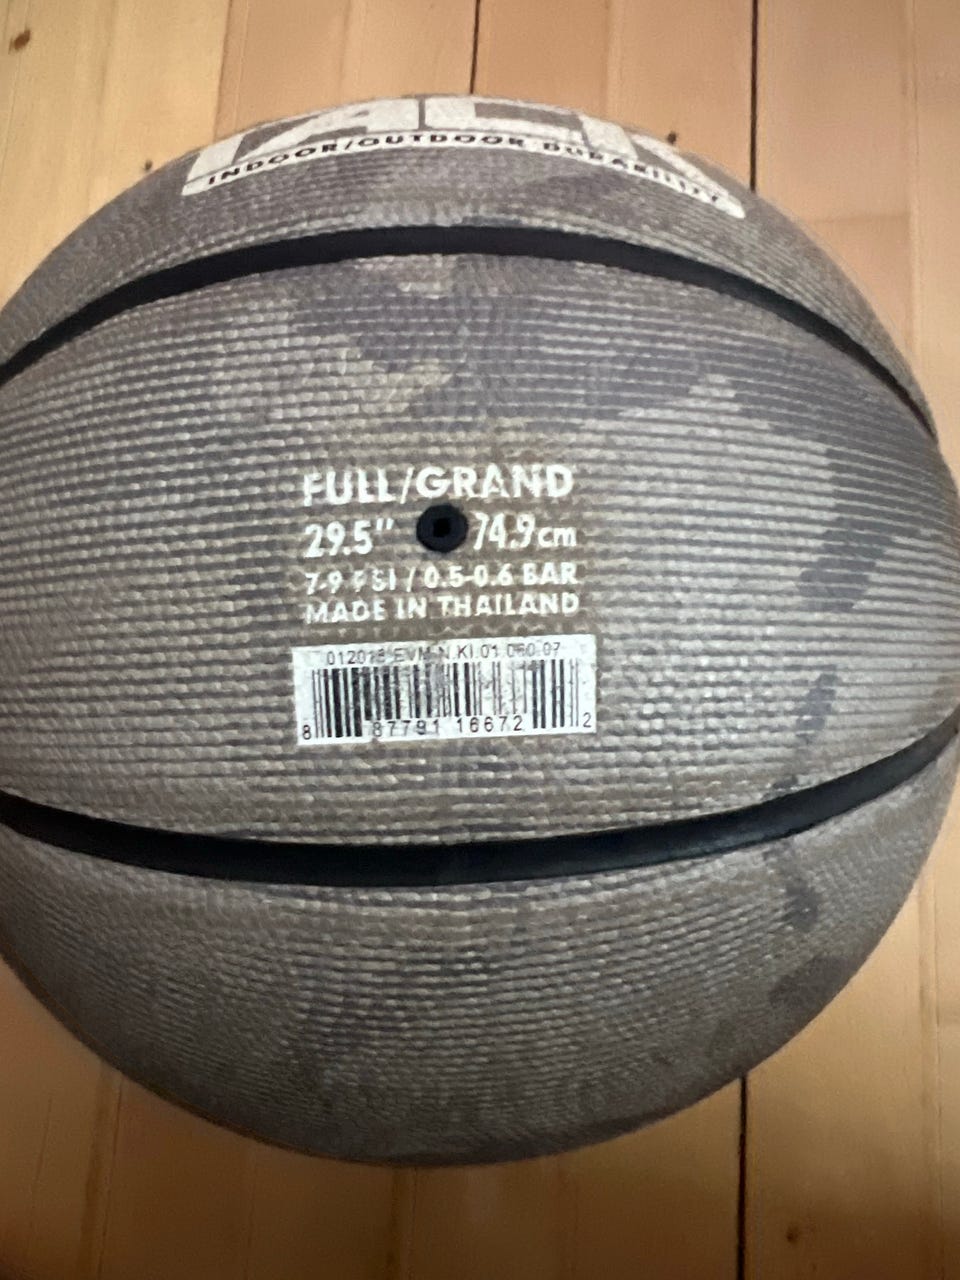 INDOOR/OUTDOOR DURABILITY
FULL/GRAND
29.5" 74.9cm
7-9 PSI / 0.5-0.6 BAR
MADE IN THAILAND
8 87791 16672 2